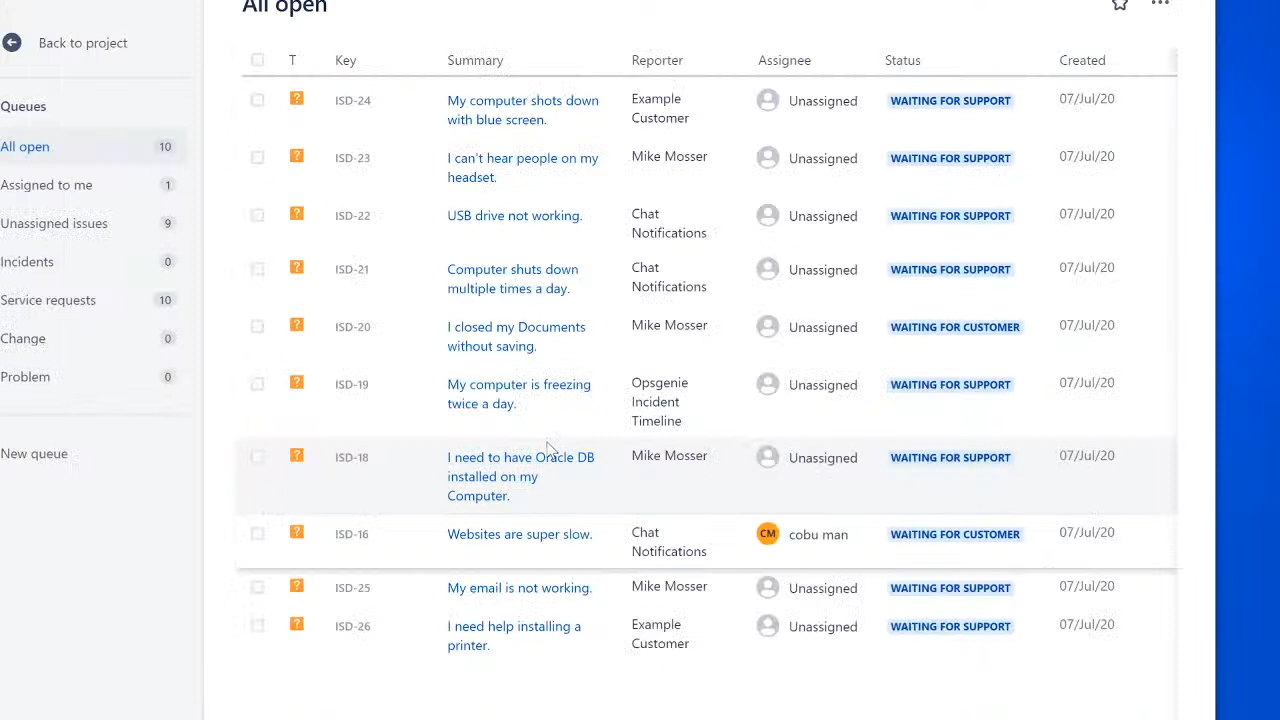 All open
Back to project
T Key Summary Reporter Assignee Status Created
Queues
All open 10
Assigned to me 1
Unassigned issues 9
Incidents 0
Service requests 10
Change 0
Problem 0
New queue
? ISD-24 My computer shots down Example Unassigned WAITING FOR SUPPORT 07/Jul/20
with blue screen. Customer
? ISD-23 I can't hear people on my Mike Mosser Unassigned WAITING FOR SUPPORT 07/Jul/20
headset.
? ISD-22 USB drive not working. Chat Unassigned WAITING FOR SUPPORT 07/Jul/20
Notifications
? ISD-21 Computer shuts down Chat Unassigned WAITING FOR SUPPORT 07/Jul/20
multiple times a day. Notifications
? ISD-20 I closed my Documents Mike Mosser Unassigned WAITING FOR CUSTOMER 07/Jul/20
without saving.
? ISD-19 My computer is freezing Opsgenie Unassigned WAITING FOR SUPPORT 07/Jul/20
twice a day. Incident
Timeline
? ISD-18 I need to have Oracle DB Mike Mosser Unassigned WAITING FOR SUPPORT 07/Jul/20
installed on my
Computer.
? ISD-16 Websites are super slow. Chat CM cobu man WAITING FOR CUSTOMER 07/Jul/20
Notifications
? ISD-25 My email is not working. Mike Mosser Unassigned WAITING FOR SUPPORT 07/Jul/20
? ISD-26 I need help installing a Example Unassigned WAITING FOR SUPPORT 07/Jul/20
printer. Customer